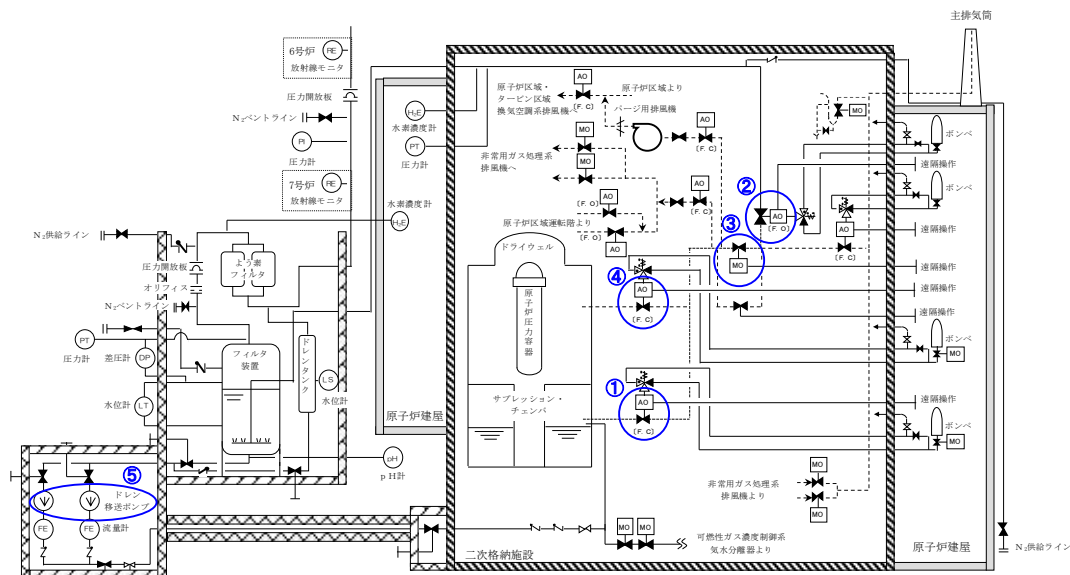 主排気筒
6号炉
放射線モニタ
RE
圧力開放板
N₂ベントライン
PI
圧力計
7号炉
放射線モニタ
RE
水素濃度計
H₂E
H₂E
水素濃度計
PT
圧力計
原子炉区域・
タービン区域
換気空調系排風機へ
AO
(F. C)
原子炉区域より
パージ用排風機
AO
(F. C)
MO
非常用ガス処理系
排風機へ
MO
AO
(F. O)
AO
(F. C)
原子炉区域運転階より
(F. O)
AO
MO
②
AO
(F. O)
③
MO
AO
(F. C)
④
AO
(F. C)
①
AO
(F. C)
ボンベ
MO
遠隔操作
ボンベ
MO
遠隔操作
遠隔操作
遠隔操作
遠隔操作
遠隔操作
ボンベ
MO
遠隔操作
ボンベ
MO
ドライウェル
原子炉圧力容器
サプレッション・
チェンバ
N₂供給ライン
圧力開放板
オリフィス
N₂ベントライン
よう素
フィルタ
PT
圧力計
差圧計
DP
フィルタ
装置
ドレンタンク
LS
水位計
水位計
LT
原子炉建屋
pH
pH計
⑤
ドレン
移送ポンプ
FE
FE
流量計
MO
非常用ガス処理系
排風機より
MO
MO
MO
可燃性ガス濃度制御系
気水分離器より
二次格納施設
原子炉建屋
N₂供給ライン